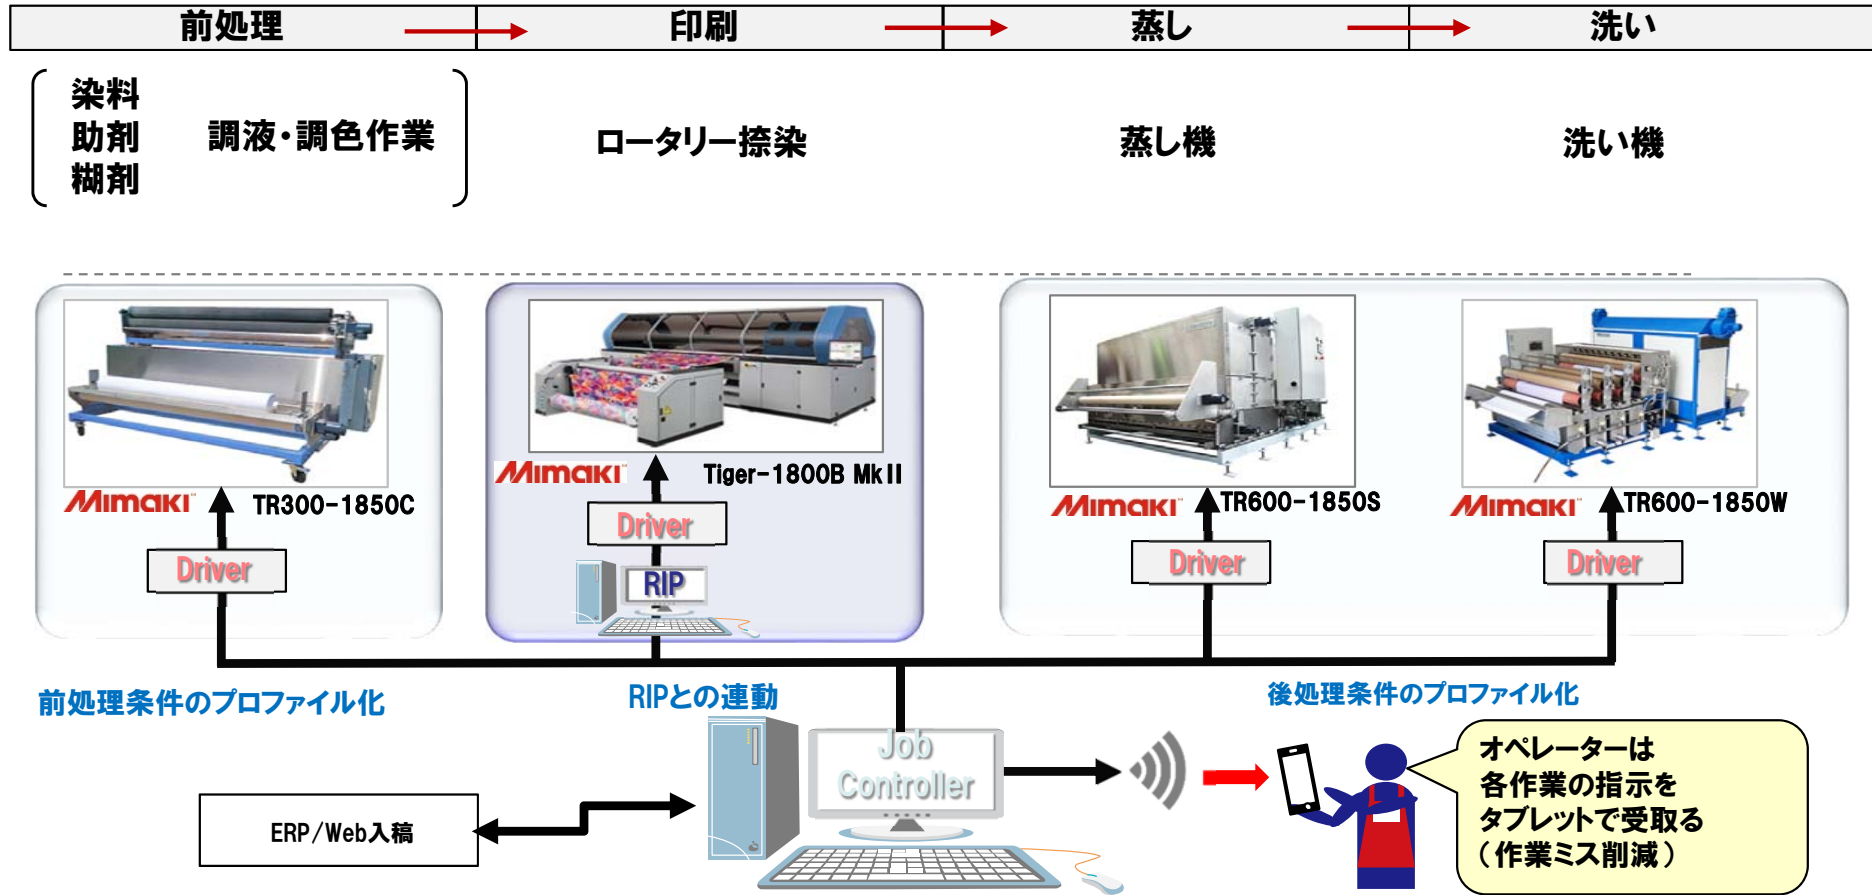 前処理
印刷
蒸し
洗い
染料
助剤
糊剤
調液・調色作業
ロータリー捺染
蒸し機
洗い機
Mimaki
TR300-1850C
Driver
Mimaki
Tiger-1800B MkⅡ
Driver
RIP
Mimaki
TR600-1850S
Driver
Mimaki
TR600-1850W
Driver
前処理条件のプロファイル化
RIPとの連動
後処理条件のプロファイル化
Job
Controller
ERP/Web入稿
オペレーターは
各作業の指示を
タブレットで受取る
（作業ミス削減）